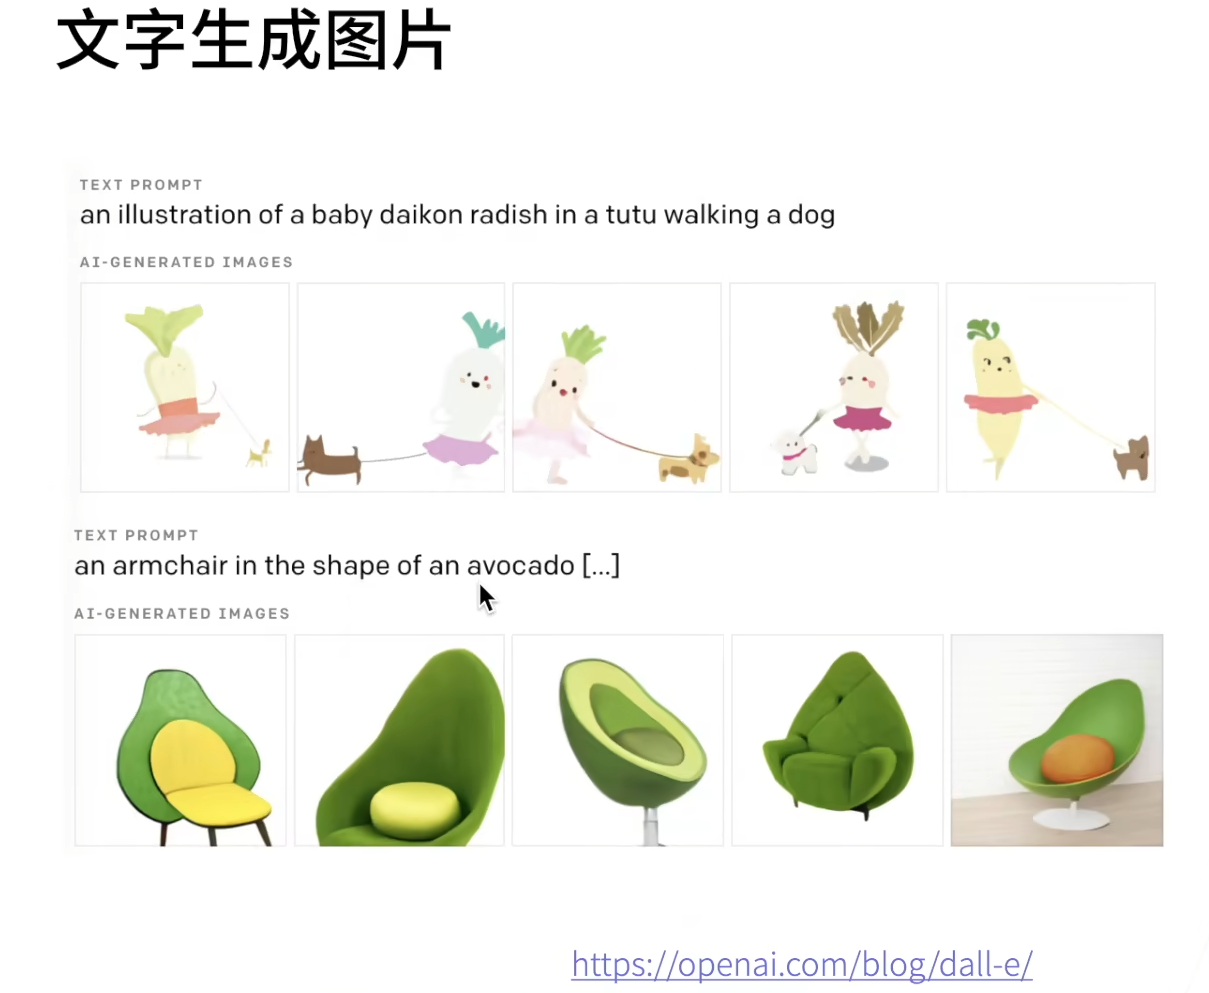 文字生成图片
TEXT PROMPT
an illustration of a baby daikon radish in a tutu walking a dog
AI-GENERATED IMAGES
TEXT PROMPT
an armchair in the shape of an avocado [...]
AI-GENERATED IMAGES
https://openai.com/blog/dall-e/